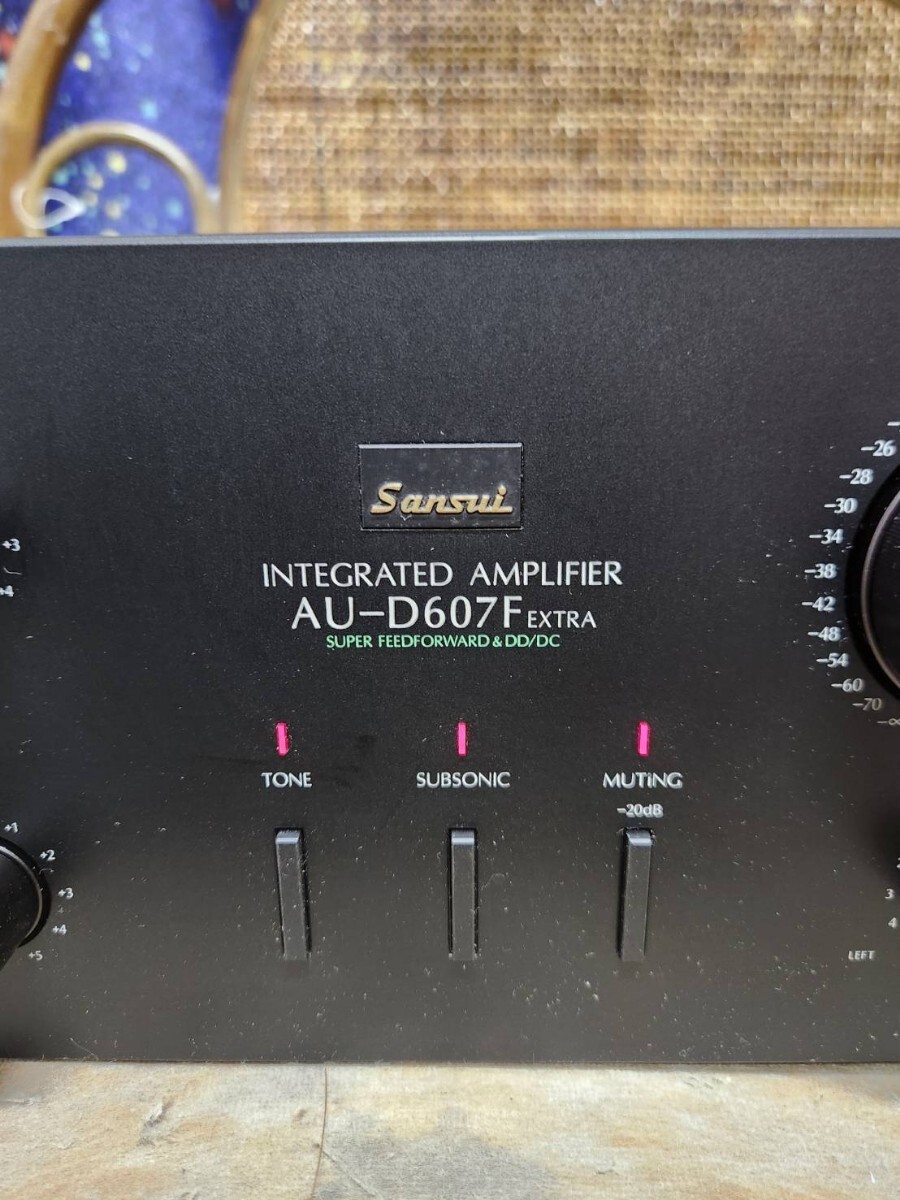 Sansui
INTEGRATED AMPLIFIER
AU-D607F EXTRA
SUPER FEEDFORWARD & DD/DC
TONE
SUBSONIC
MUTING
-20dB
+3
+4
+1
+2
+3
+4
+5
-26
-28
-30
-34
-38
-42
-48
-54
-60
-70
-∞
3
4
LEFT